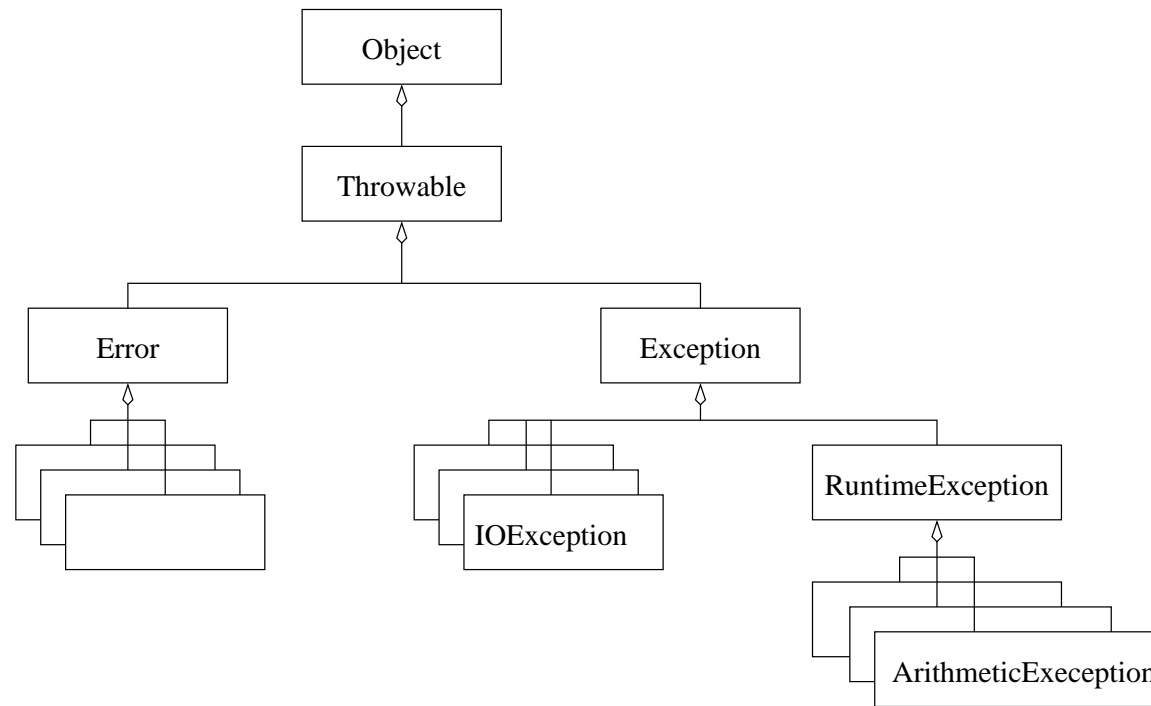 Object
Throwable
Error
Exception
RuntimeException
IOException
ArithmeticExeception